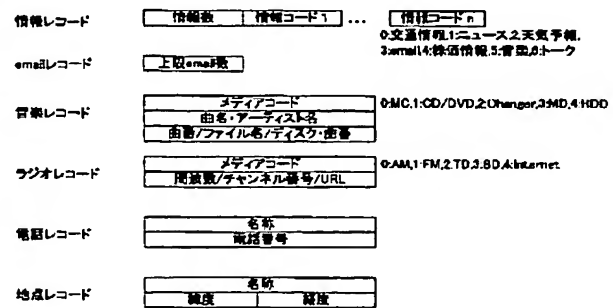 情報レコード 情報数 情報コード1 ... 情報コードn
0:交通情報,1:ニュース,2:天気予報,
3:email,4:株価情報,5:音楽,6:トーク
emailレコード 上限email数
音楽レコード メディアコード 0:MC,1:CD/DVD,2:Changer,3:MD,4:HDD
曲名・アーティスト名
曲番/ファイル名/ディスク・曲番
ラジオレコード メディアコード 0:AM,1:FM,2:TD,3:BD,4:Internet
周波数/チャンネル番号/URL
電話レコード 名称
電話番号
地点レコード 名称
緯度 経度